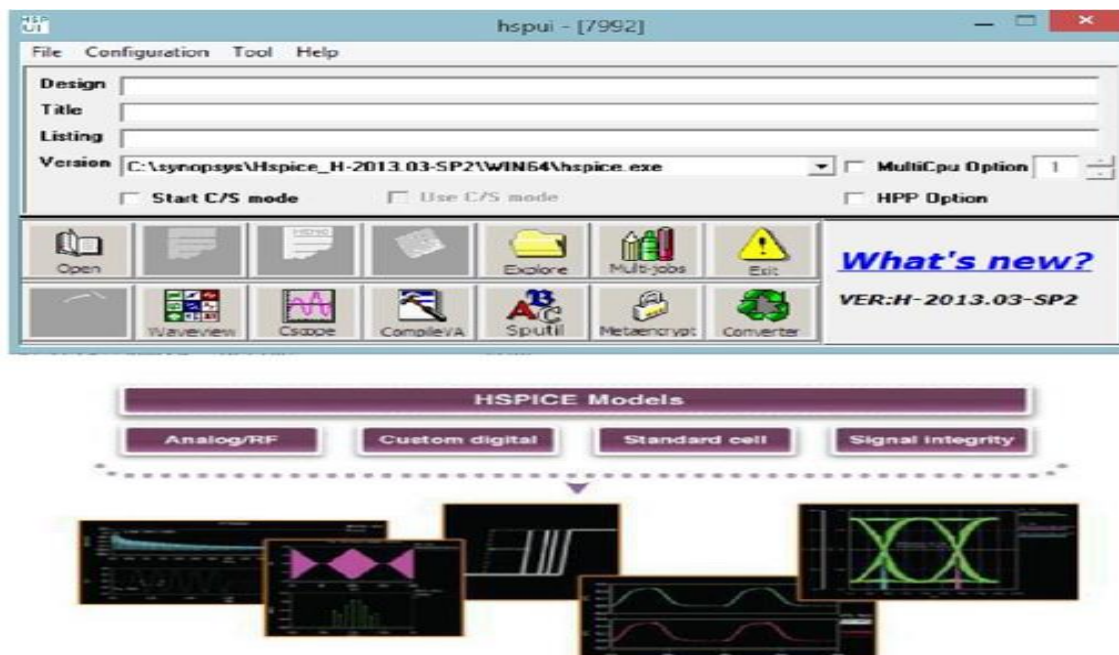 HSP
UI
hspui - [7992]
File Configuration Tool Help
Design
Title
Listing
Version C:\synopsys\Hspice_H-2013.03-SP2\WIN64\hspice.exe MultiCpu Option 1
Start C/S mode Use C/S mode HPP Option
Open Explore Multi-jobs Exit
What's new?
VER:H-2013.03-SP2
Waveview Cscope CompileVA Sputil Metaencrypt Converter
HSPICE Models
Analog/RF Custom digital Standard cell Signal integrity